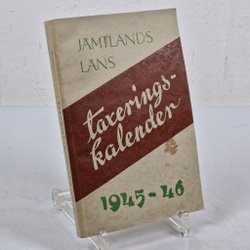 JÄMTLANDS
LÄNS
taxerings-
kalender
1945-46